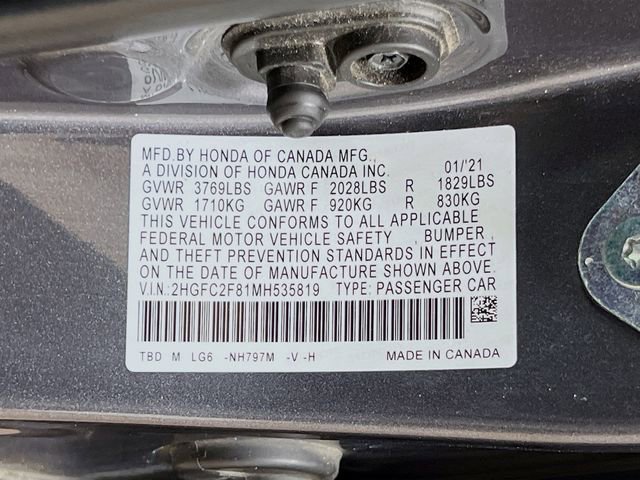 MFD.BY HONDA OF CANADA MFG.,
A DIVISION OF HONDA CANADA INC. 01/'21
GVWR 3769LBS GAWR F 2028LBS R 1829LBS
GVWR 1710KG GAWR F 920KG R 830KG
THIS VEHICLE CONFORMS TO ALL APPLICABLE
FEDERAL MOTOR VEHICLE SAFETY , BUMPER ,
AND THEFT PREVENTION STANDARDS IN EFFECT
ON DATE OF MANUFACTURE SHOWN ABOVE.
V.I.N.:2HGFC2F81MH535819 TYPE: PASSENGER CAR
TBD M LG6 -NH797M -V -H MADE IN CANADA